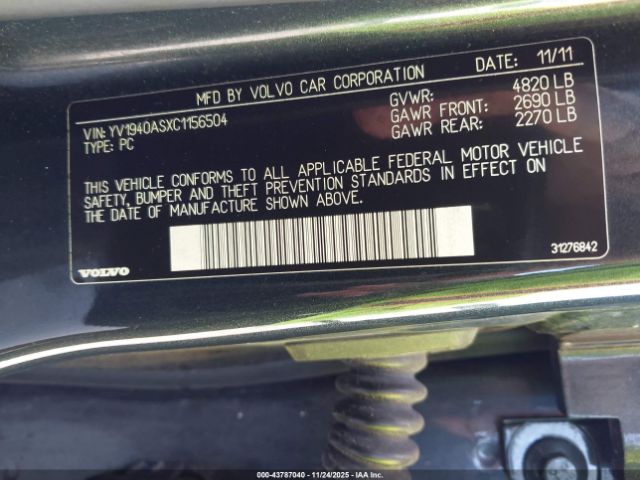 MFD BY VOLVO CAR CORPORATION DATE: 11/11
VIN: YV1940ASXC1156504 GVWR: 4820 LB
TYPE: PC GAWR FRONT: 2690 LB
GAWR REAR: 2270 LB
THIS VEHICLE CONFORMS TO ALL APPLICABLE FEDERAL MOTOR VEHICLE
SAFETY, BUMPER AND THEFT PREVENTION STANDARDS IN EFFECT ON
THE DATE OF MANUFACTURE SHOWN ABOVE.
VOLVO 31276842
000-43787040 - 11/24/2025 - IAA Inc.